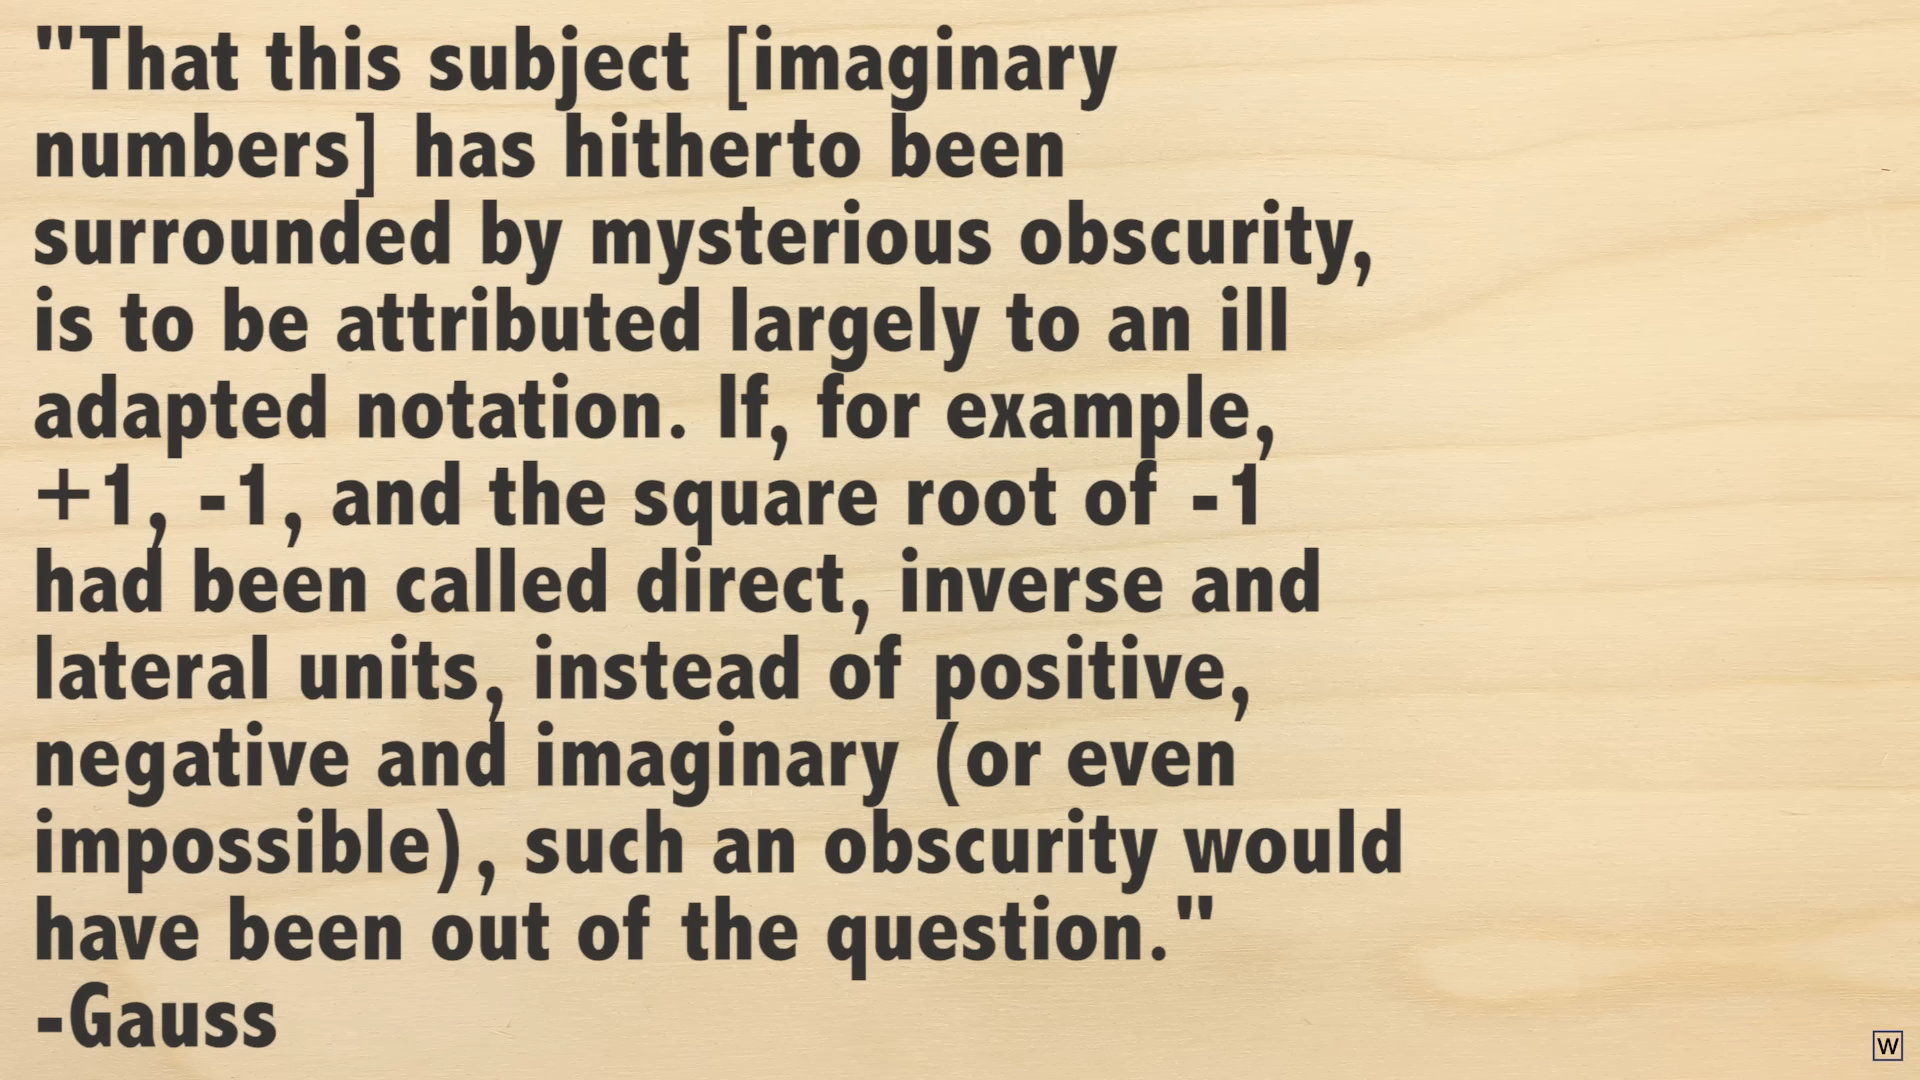 "That this subject [imaginary
numbers] has hitherto been
surrounded by mysterious obscurity,
is to be attributed largely to an ill
adapted notation. If, for example,
+1, -1, and the square root of -1
had been called direct, inverse and
lateral units, instead of positive,
negative and imaginary (or even
impossible), such an obscurity would
have been out of the question."
-Gauss
W